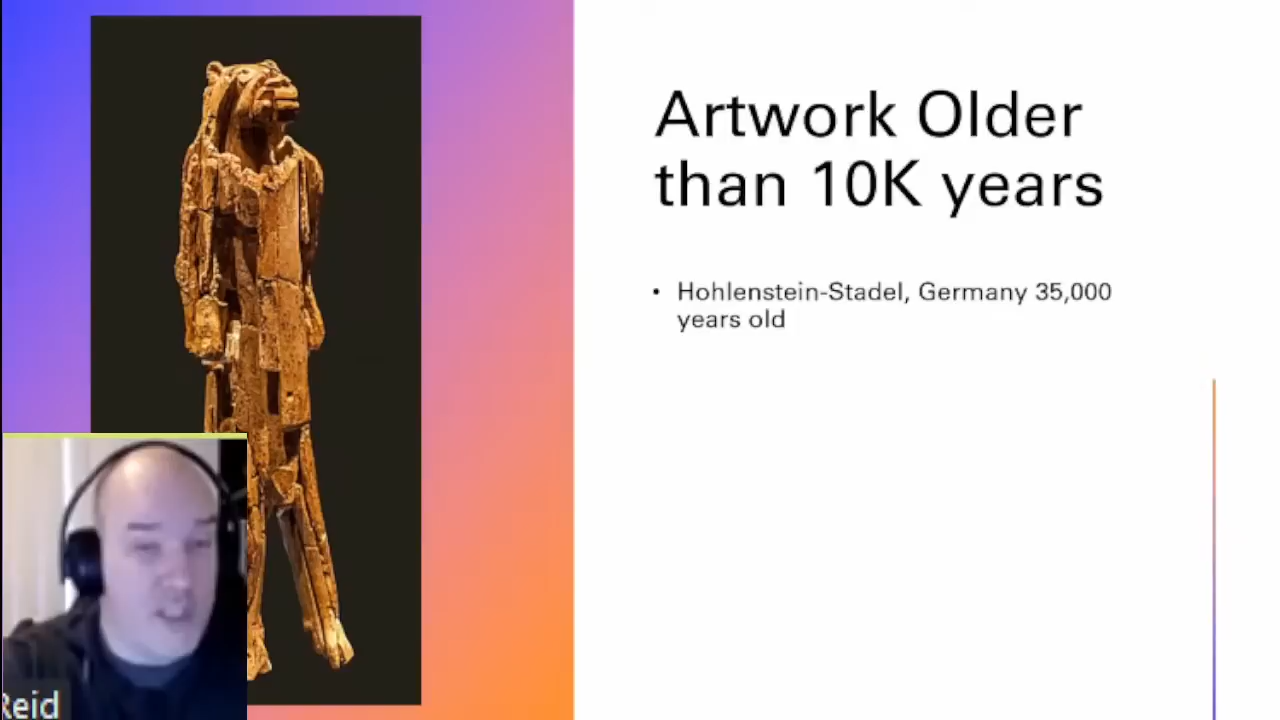 Artwork Older
than 10K years
• Hohlenstein-Stadel, Germany 35,000
years old
Reid